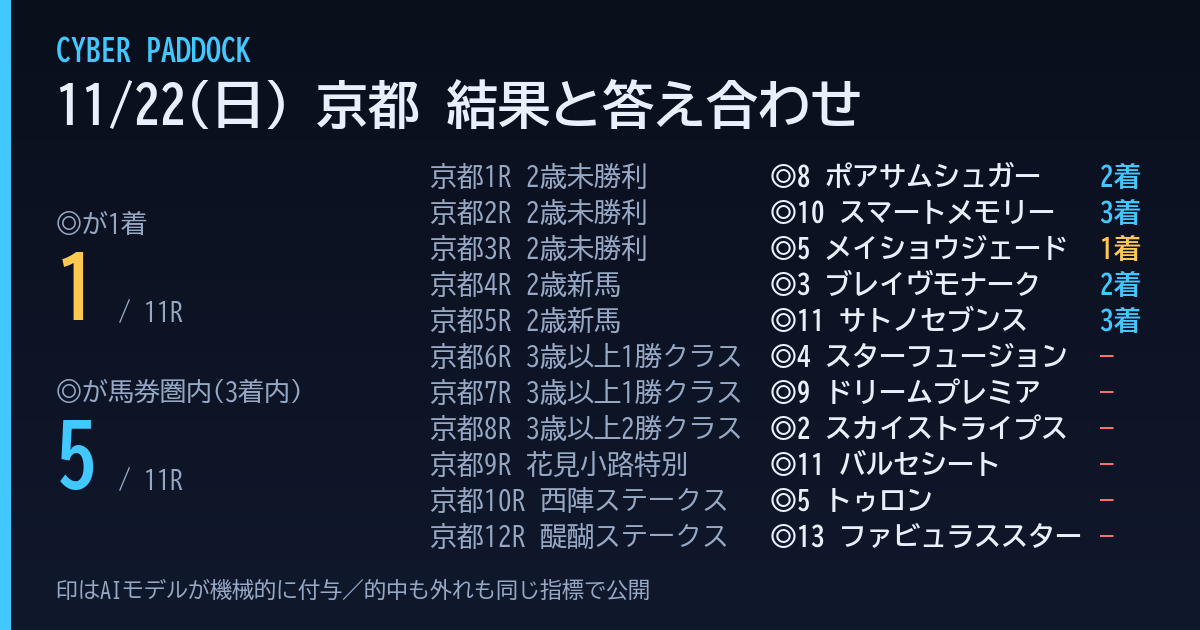 CYBER PADDOCK
11/22(日) 京都 結果と答え合わせ
◎が1着
1 / 11R
◎が馬券圏内(3着内)
5 / 11R
京都1R 2歳未勝利 ◎8 ポアサムシュガー 2着
京都2R 2歳未勝利 ◎10 スマートメモリー 3着
京都3R 2歳未勝利 ◎5 メイショウジェード 1着
京都4R 2歳新馬 ◎3 ブレイヴモナーク 2着
京都5R 2歳新馬 ◎11 サトノセブンス 3着
京都6R 3歳以上1勝クラス ◎4 スターフュージョン –
京都7R 3歳以上1勝クラス ◎9 ドリームプレミア –
京都8R 3歳以上2勝クラス ◎2 スカイストライプス –
京都9R 花見小路特別 ◎11 バルセシート –
京都10R 西陣ステークス ◎5 トゥロン –
京都12R 醍醐ステークス ◎13 ファビュラススター –
印はAIモデルが機械的に付与／的中も外れも同じ指標で公開